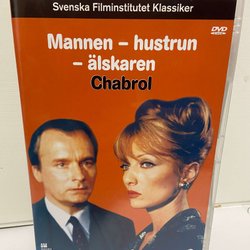 Svenska Filminstitutet Klassiker
DVD
Mannen – hustrun
– älskaren
Chabrol